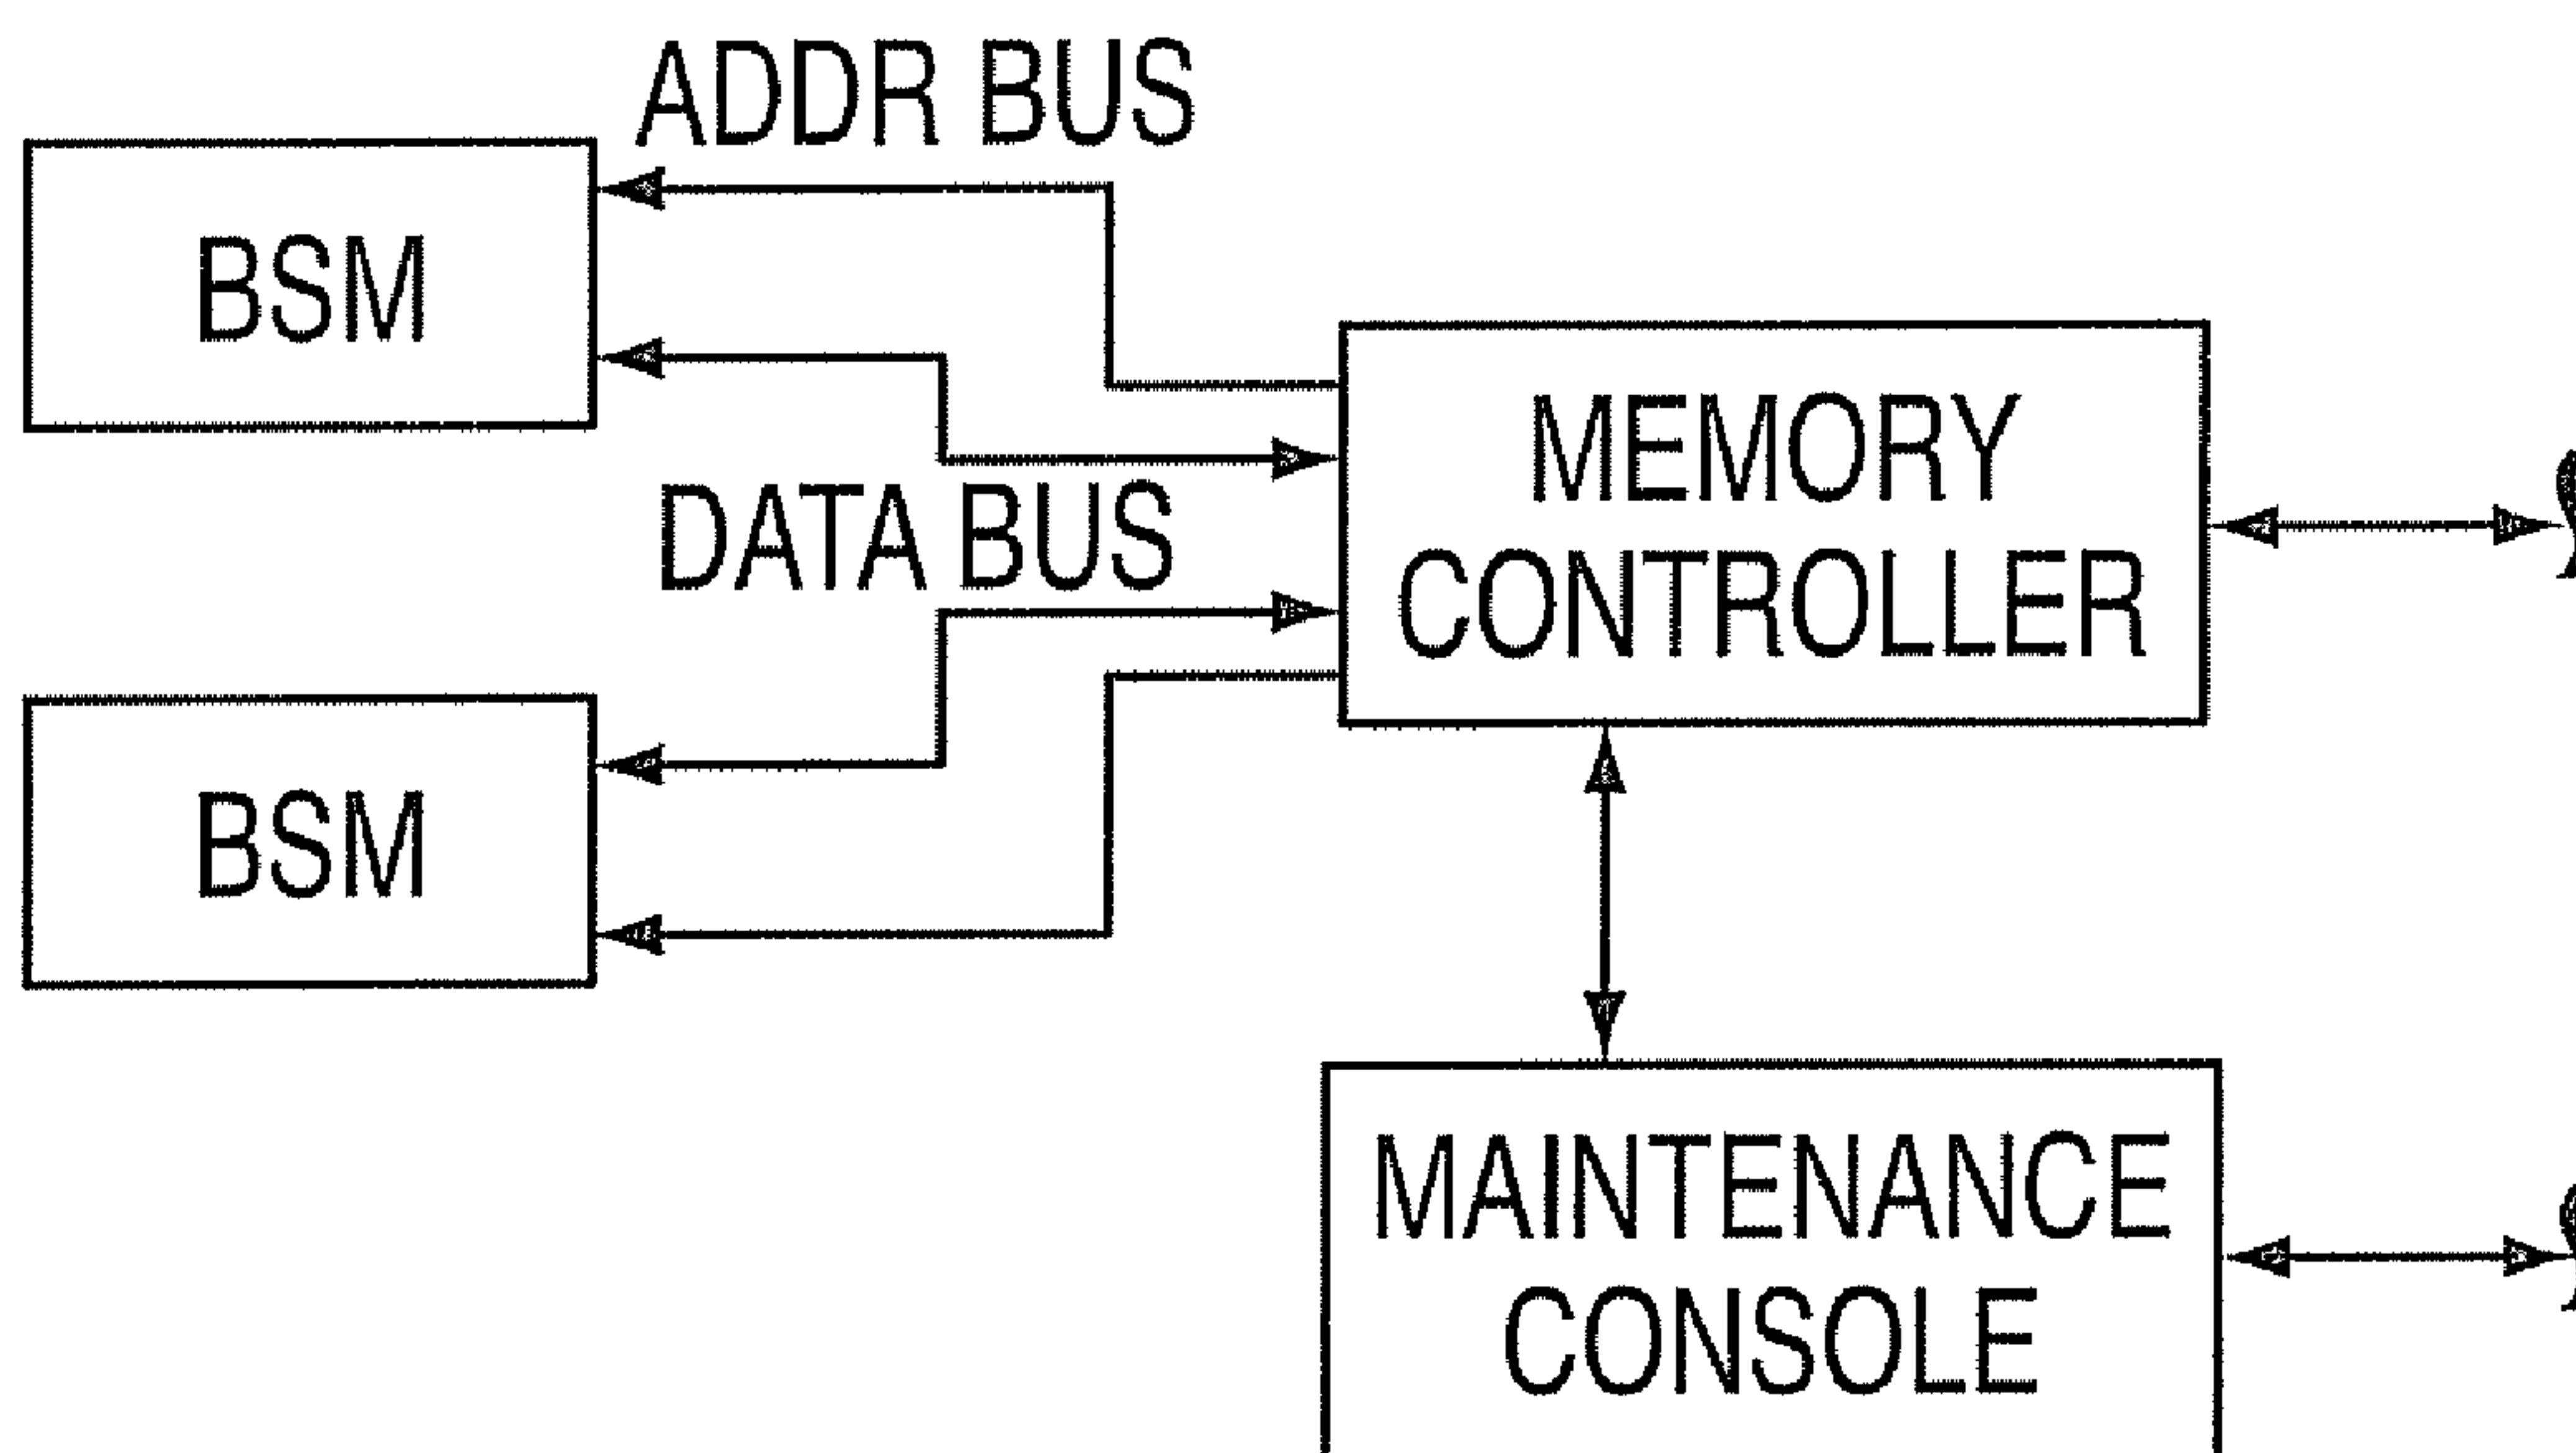 ADDR BUS
BSM
DATA BUS
BSM
MEMORY
CONTROLLER
MAINTENANCE
CONSOLE